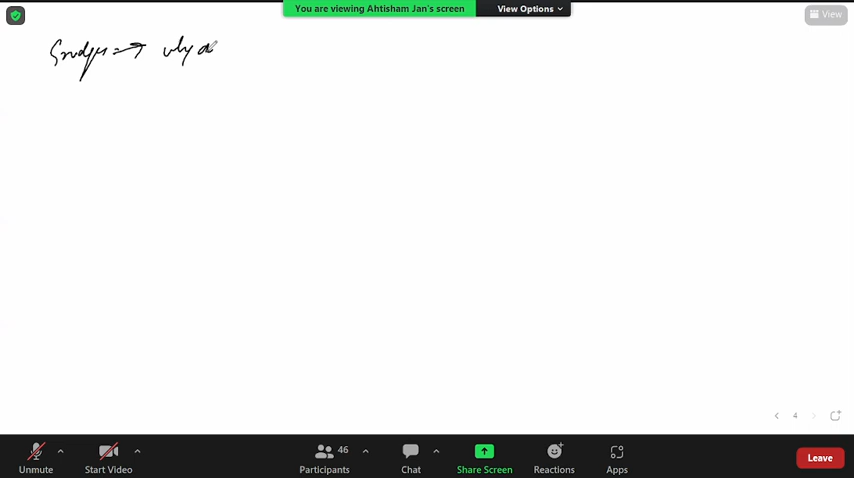 You are viewing Ahtisham Jan's screen View Options
View
why
4
46
Unmute Start Video Participants Chat Share Screen Reactions Apps Leave